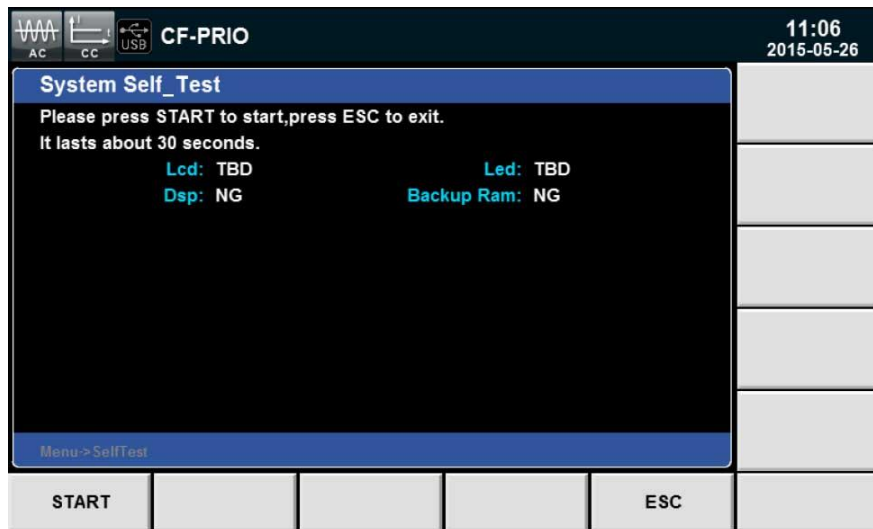 AC CC USB CF-PRIO 11:06
2015-05-26
System Self_Test
Please press START to start,press ESC to exit.
It lasts about 30 seconds.
Lcd: TBD Led: TBD
Dsp: NG Backup Ram: NG
Menu->SelfTest
START ESC